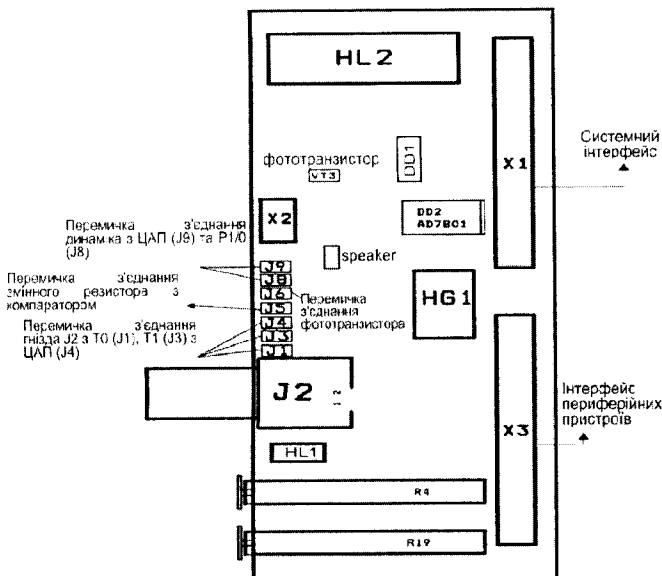 HL2
X1
Системний
інтерфейс
DD1
фототранзистор
VT3
X2
DD2
AD7801
Перемичка з'єднання
динаміка з ЦАП (J9) та P1/0
(J8)
speaker
J9
J8
J6
J5
J4
J3
J1
Перемичка з'єднання
змінного резистора з
компаратором
Перемичка
з'єднання
фототранзистора
HG1
Перемичка з'єднання
гнізда J2 з T0 (J1), T1 (J3) з
ЦАП (J4)
J2
1 2
Інтерфейс
периферійних
пристроїв
X3
HL1
R4
R19